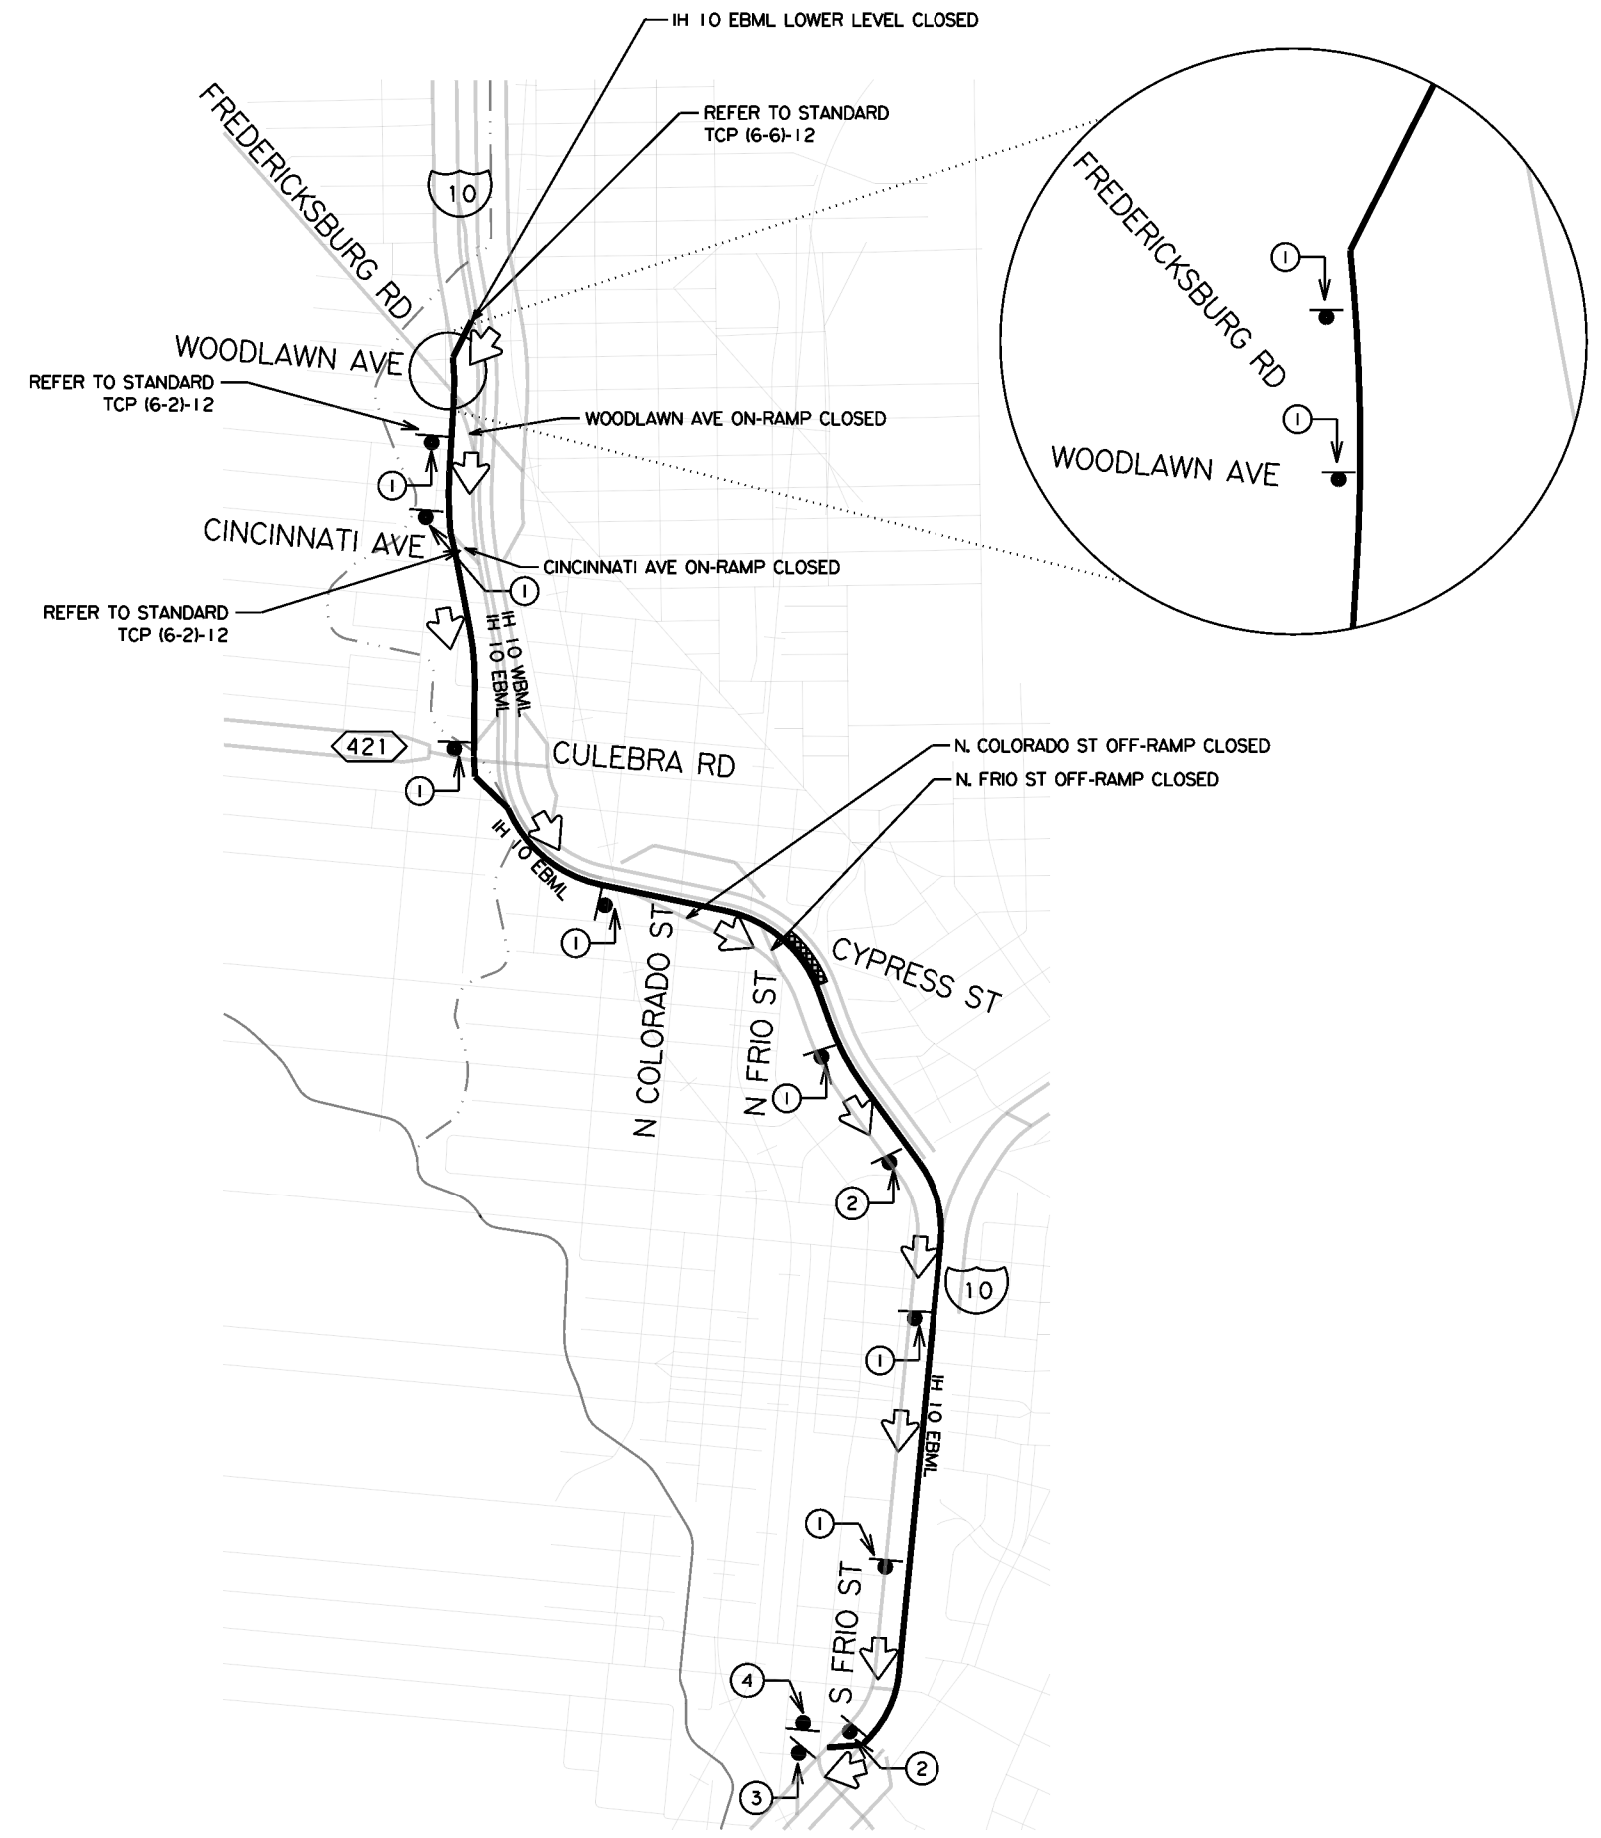 IH 10 EBML LOWER LEVEL CLOSED
REFER TO STANDARD
TCP (6-6)-12
FREDERICKSBURG RD
10
WOODLAWN AVE
REFER TO STANDARD
TCP (6-2)-12
WOODLAWN AVE ON-RAMP CLOSED
1
CINCINNATI AVE
CINCINNATI AVE ON-RAMP CLOSED
1
REFER TO STANDARD
TCP (6-2)-12
IH 10 WBML
IH 10 EBML
FREDERICKSBURG RD
1
1
WOODLAWN AVE
421
CULEBRA RD
1
N. COLORADO ST OFF-RAMP CLOSED
N. FRIO ST OFF-RAMP CLOSED
IH 10 EBML
1
N COLORADO ST
N FRIO ST
CYPRESS ST
1
2
10
1
IH 10 EBML
1
S FRIO ST
4
2
3